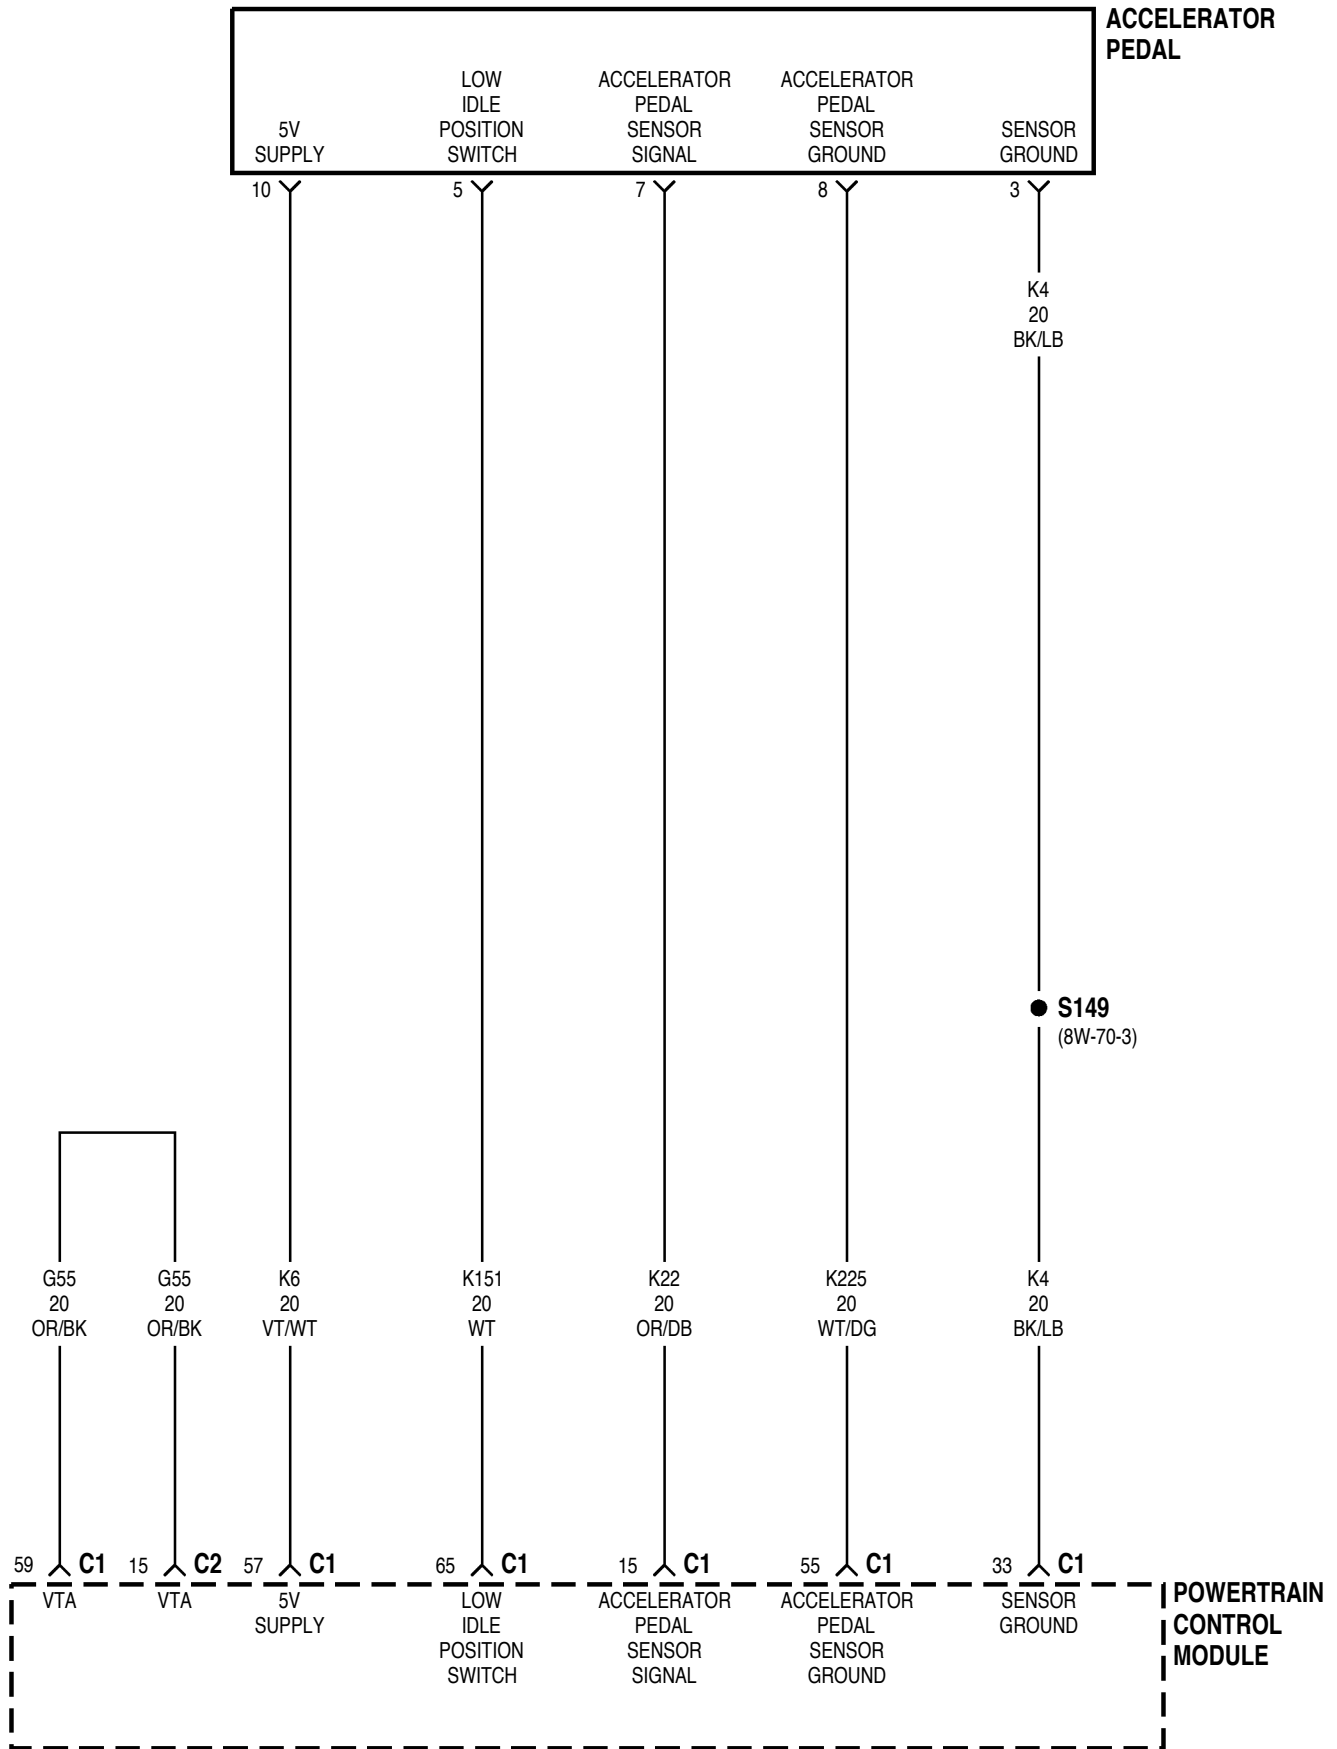 ACCELERATOR
PEDAL
5V
SUPPLY
LOW
IDLE
POSITION
SWITCH
ACCELERATOR
PEDAL
SENSOR
SIGNAL
ACCELERATOR
PEDAL
SENSOR
GROUND
SENSOR
GROUND
10
5
7
8
3
K4
20
BK/LB
S149
(8W-70-3)
G55
20
OR/BK
G55
20
OR/BK
K6
20
VT/WT
K151
20
WT
K22
20
OR/DB
K225
20
WT/DG
K4
20
BK/LB
59 C1
15 C2
57 C1
65 C1
15 C1
55 C1
33 C1
VTA
VTA
5V
SUPPLY
LOW
IDLE
POSITION
SWITCH
ACCELERATOR
PEDAL
SENSOR
SIGNAL
ACCELERATOR
PEDAL
SENSOR
GROUND
SENSOR
GROUND
POWERTRAIN
CONTROL
MODULE